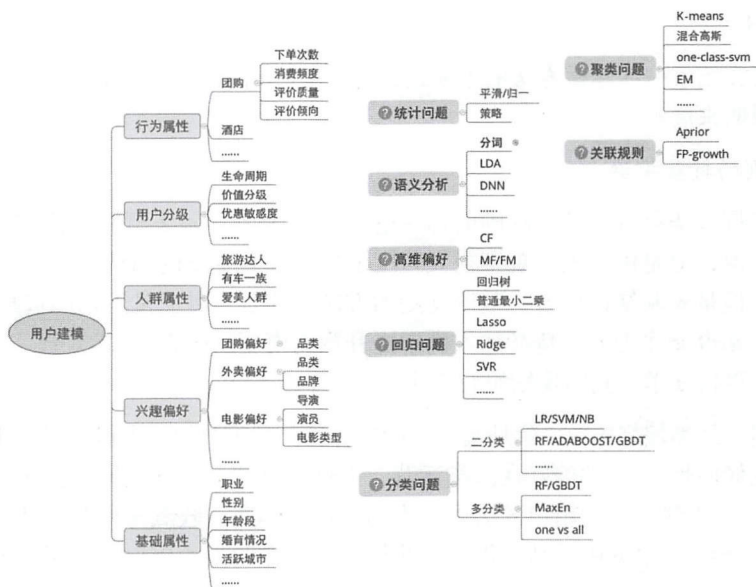 用户建模
行为属性
团购
下单次数
消费频度
评价质量
评价倾向
酒店
......
用户分级
生命周期
价值分级
优惠敏感度
......
人群属性
旅游达人
有车一族
爱美人群
......
兴趣偏好
团购偏好
品类
外卖偏好
品类
品牌
电影偏好
导演
演员
电影类型
......
基础属性
职业
性别
年龄段
婚育情况
活跃城市
......
统计问题
平滑/归一
策略
语义分析
分词
LDA
DNN
......
高维偏好
CF
MF/FM
回归问题
回归树
普通最小二乘
Lasso
Ridge
SVR
......
分类问题
二分类
LR/SVM/NB
RF/ADABOOST/GBDT
......
多分类
RF/GBDT
MaxEn
one vs all
聚类问题
K-means
混合高斯
one-class-svm
EM
......
关联规则
Aprior
FP-growth